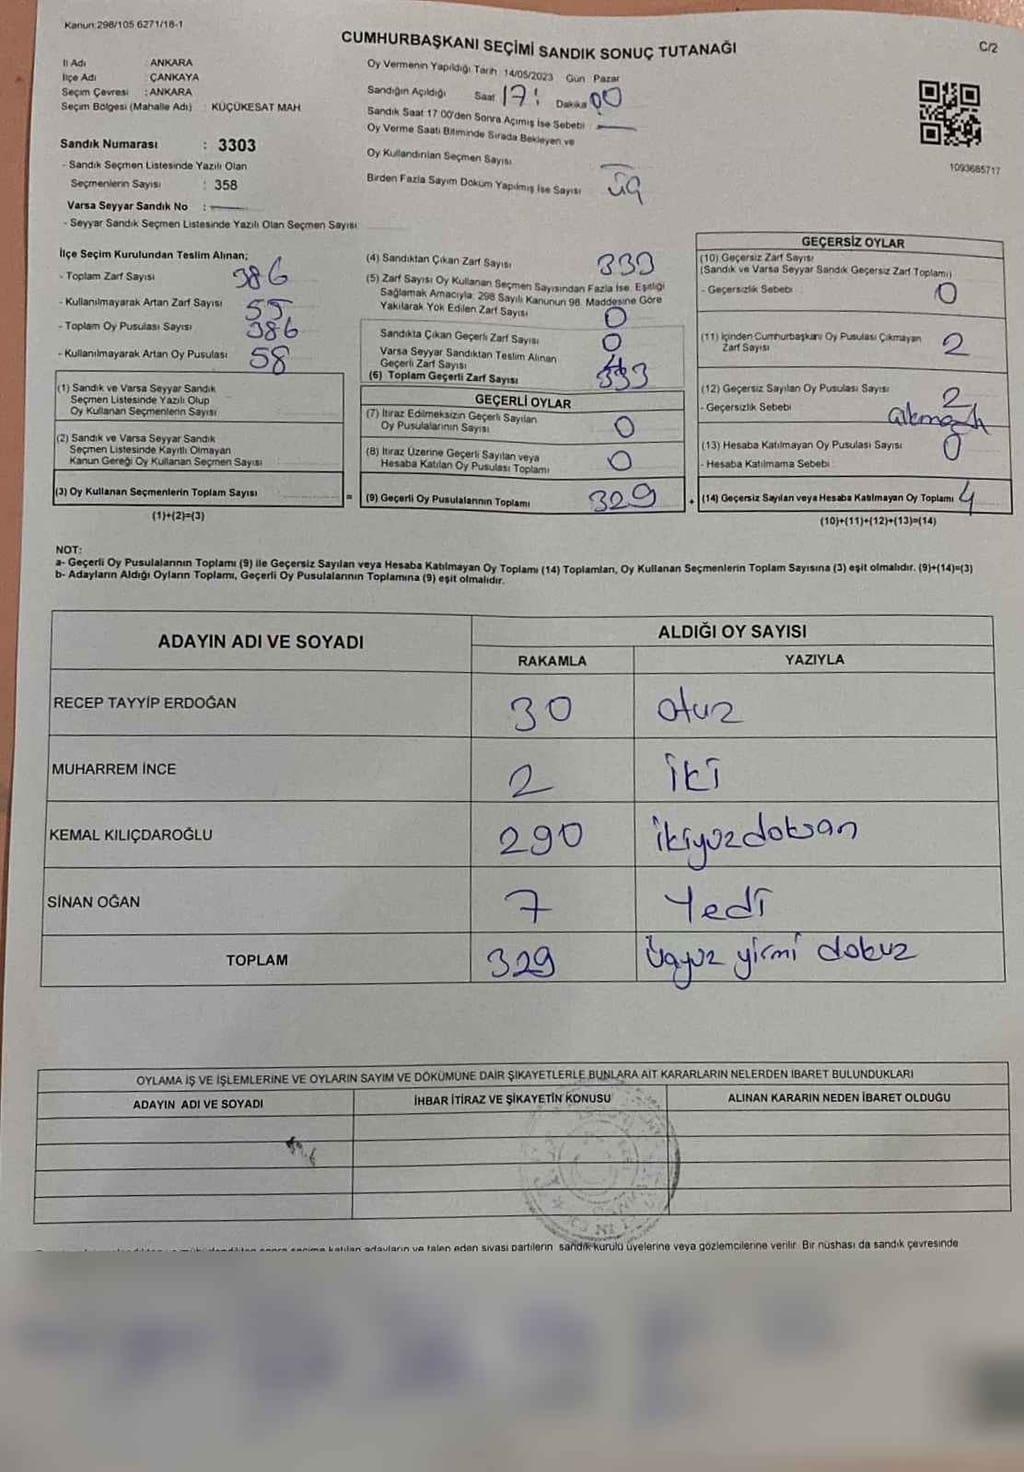 Kanun:298/105 6271/18-1
CUMHURBAŞKANI SEÇİMİ SANDIK SONUÇ TUTANAĞI
C/2
İl Adı : ANKARA
İlçe Adı : ÇANKAYA
Seçim Çevresi : ANKARA
Seçim Bölgesi (Mahalle Adı) : KÜÇÜKESAT MAH.
Sandık Numarası : 3303
- Sandık Seçmen Listesinde Yazılı Olan
Seçmenlerin Sayısı : 358
Varsa Seyyar Sandık No :
- Seyyar Sandık Seçmen Listesinde Yazılı Olan Seçmen Sayısı:
Oy Vermenin Yapıldığı Tarih : 14/05/2023 Gün : Pazar
Sandığın Açıldığı Saat 17: Dakika 00
Sandık Saat 17:00'den Sonra Açımış İse Sebebi :
Oy Verme Saati Bitiminde Sırada Bekleyen ve
Oy Kullandırılan Seçmen Sayısı
Birden Fazla Sayım Döküm Yapılmış İse Sayısı üç
1093685717
İlçe Seçim Kurulundan Teslim Alınan;
- Toplam Zarf Sayısı 386
- Kullanılmayarak Artan Zarf Sayısı 55
- Toplam Oy Pusulası Sayısı 386
- Kullanılmayarak Artan Oy Pusulası 58
(1) Sandık ve Varsa Seyyar Sandık
Seçmen Listesinde Yazılı Olup
Oy Kullanan Seçmenlerin Sayısı
(2) Sandık ve Varsa Seyyar Sandık
Seçmen Listesinde Kayıtlı Olmayan
Kanun Gereği Oy Kullanan Seçmen Sayısı
(3) Oy Kullanan Seçmenlerin Toplam Sayısı
(1)+(2)=(3)
=
(4) Sandıktan Çıkan Zarf Sayısı 333
(5) Zarf Sayısı Oy Kullanan Seçmen Sayısından Fazla İse, Eşitliği
Sağlamak Amacıyla; 298 Sayılı Kanunun 98. Maddesine Göre
Yakılarak Yok Edilen Zarf Sayısı 0
Sandıkta Çıkan Geçerli Zarf Sayısı 0
Varsa Seyyar Sandıktan Teslim Alınan
Geçerli Zarf Sayısı
(6) Toplam Geçerli Zarf Sayısı 333
GEÇERLİ OYLAR
(7) İtiraz Edilmeksizin Geçerli Sayılan
Oy Pusulalarının Sayısı 0
(8) İtiraz Üzerine Geçerli Sayılan veya
Hesaba Katılan Oy Pusulası Toplamı 0
(9) Geçerli Oy Pusulalarının Toplamı 329
+
GEÇERSİZ OYLAR
(10) Geçersiz Zarf Sayısı
(Sandık ve Varsa Seyyar Sandık Geçersiz Zarf Toplamı)
- Geçersizlik Sebebi 0
(11) İçinden Cumhurbaşkanı Oy Pusulası Çıkmayan
Zarf Sayısı 2
(12) Geçersiz Sayılan Oy Pusulası Sayısı 2
- Geçersizlik Sebebi
(13) Hesaba Katılmayan Oy Pusulası Sayısı 0
- Hesaba Katılmama Sebebi
(14) Geçersiz Sayılan veya Hesaba Katılmayan Oy Toplamı 4
(10)+(11)+(12)+(13)=(14)
NOT:
a- Geçerli Oy Pusulalarının Toplamı (9) ile Geçersiz Sayılan veya Hesaba Katılmayan Oy Toplamı (14) Toplamları, Oy Kullanan Seçmenlerin Toplam Sayısına (3) eşit olmalıdır. (9)+(14)=(3)
b- Adayların Aldığı Oyların Toplamı, Geçerli Oy Pusulalarının Toplamına (9) eşit olmalıdır.
ADAYIN ADI VE SOYADI
ALDIĞI OY SAYISI
RAKAMLA YAZIYLA
RECEP TAYYİP ERDOĞAN 30 otuz
MUHARREM İNCE 2 iki
KEMAL KILIÇDAROĞLU 290 ikiyüzdoksan
SİNAN OĞAN 7 Yedi
TOPLAM 329 üçyüz yirmi dokuz
OYLAMA İŞ VE İŞLEMLERİNE VE OYLARIN SAYIM VE DÖKÜMÜNE DAİR ŞİKAYETLERLE BUNLARA AİT KARARLARIN NELERDEN İBARET BULUNDUKLARI
ADAYIN ADI VE SOYADI İHBAR İTİRAZ VE ŞİKAYETİN KONUSU ALINAN KARARIN NEDEN İBARET OLDUĞU
sonra seçime katılan adayların ve talep eden siyasi partilerin sandık kurulu üyelerine veya gözlemcilerine verilir. Bir nüshası da sandık çevresinde